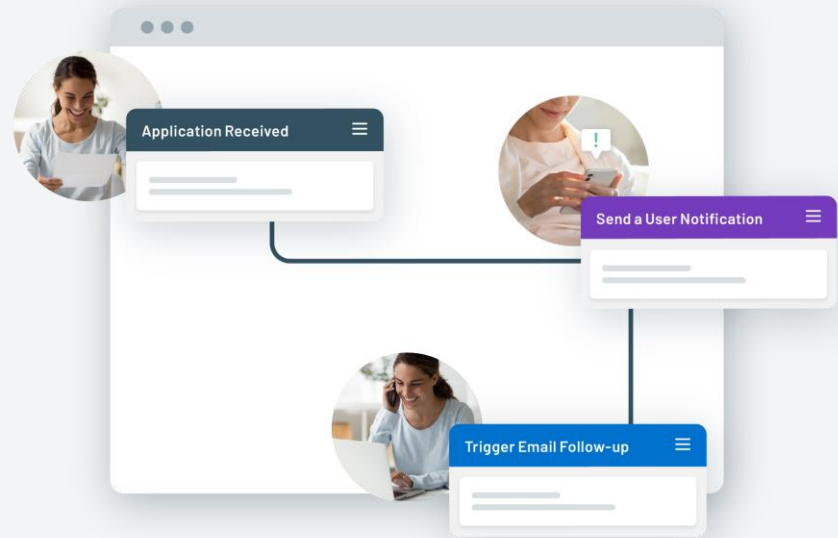 Application Received
!
Send a User Notification
Trigger Email Follow-up